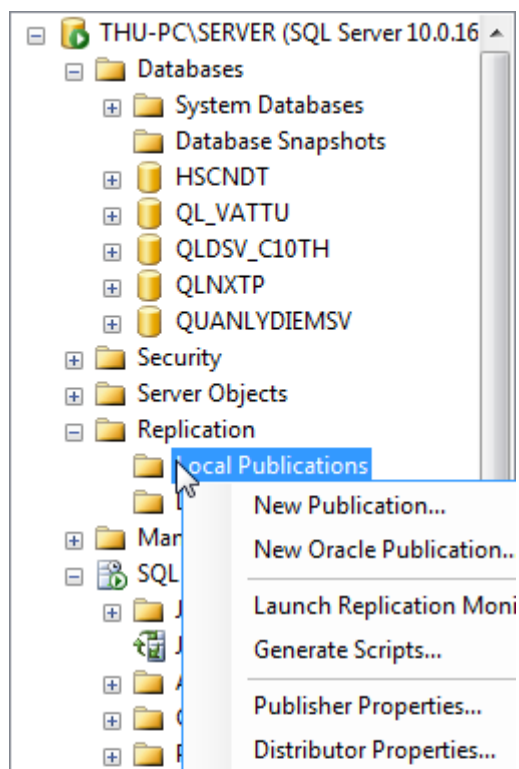 THU-PC\SERVER (SQL Server 10.0.16
Databases
System Databases
Database Snapshots
HSCNDT
QL_VATTU
QLDSV_C10TH
QLNXTP
QUANLYDIEMSV
Security
Server Objects
Replication
Local Publications
New Publication...
New Oracle Publication..
SQL
Launch Replication Moni
Generate Scripts...
Publisher Properties...
Distributor Properties...